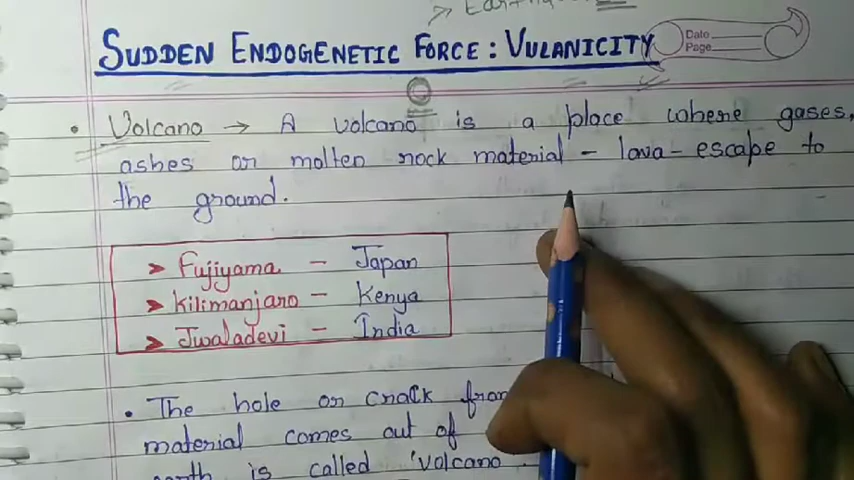 Earth
SUDDEN ENDOGENETIC FORCE : VULANICITY
Date
Page
• Volcano → A volcano is a place where gases,
ashes or molten rock material - lava - escape to
the ground.
➤ Fujiyama - Japan
➤ Kilimanjaro - Kenya
➤ Jwaladevi - India
• The hole or crack from
material comes out of
earth is called 'volcano